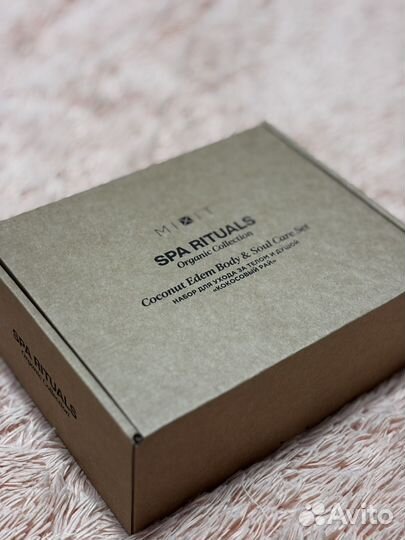 MIXIT
SPA RITUALS
Organic Collection
Coconut Edem Body & Soul Care Set
НАБОР ДЛЯ УХОДА ЗА ТЕЛОМ И ДУШОЙ
«КОКОСОВЫЙ РАЙ»
SPA RITUALS
Avito